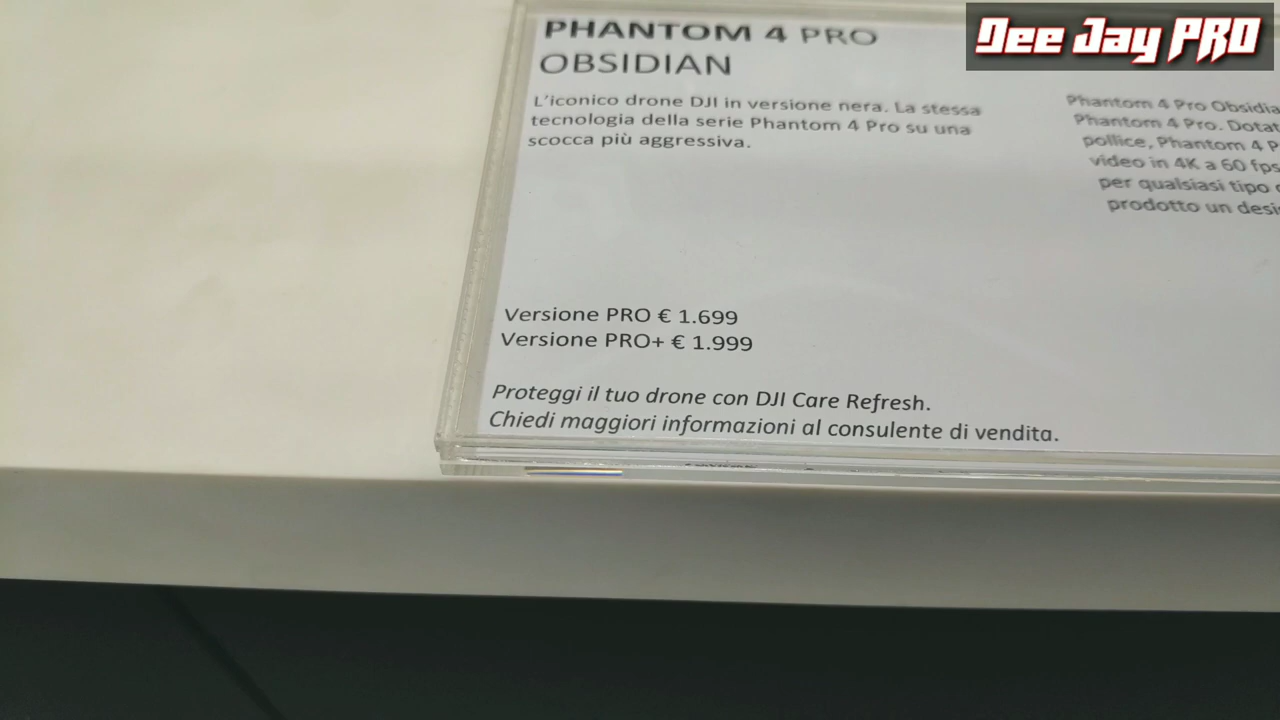 Dee Jay PRO
PHANTOM 4 PRO
OBSIDIAN
L'iconico drone DJI in versione nera. La stessa
tecnologia della serie Phantom 4 Pro su una
scocca più aggressiva.
Versione PRO € 1.699
Versione PRO+ € 1.999
Proteggi il tuo drone con DJI Care Refresh.
Chiedi maggiori informazioni al consulente di vendita.
Phantom 4 Pro
Phantom 4 Pro.
pollice, Phantom 4
video in 4K a 60 fps
per qualsiasi tipo
prodotto un